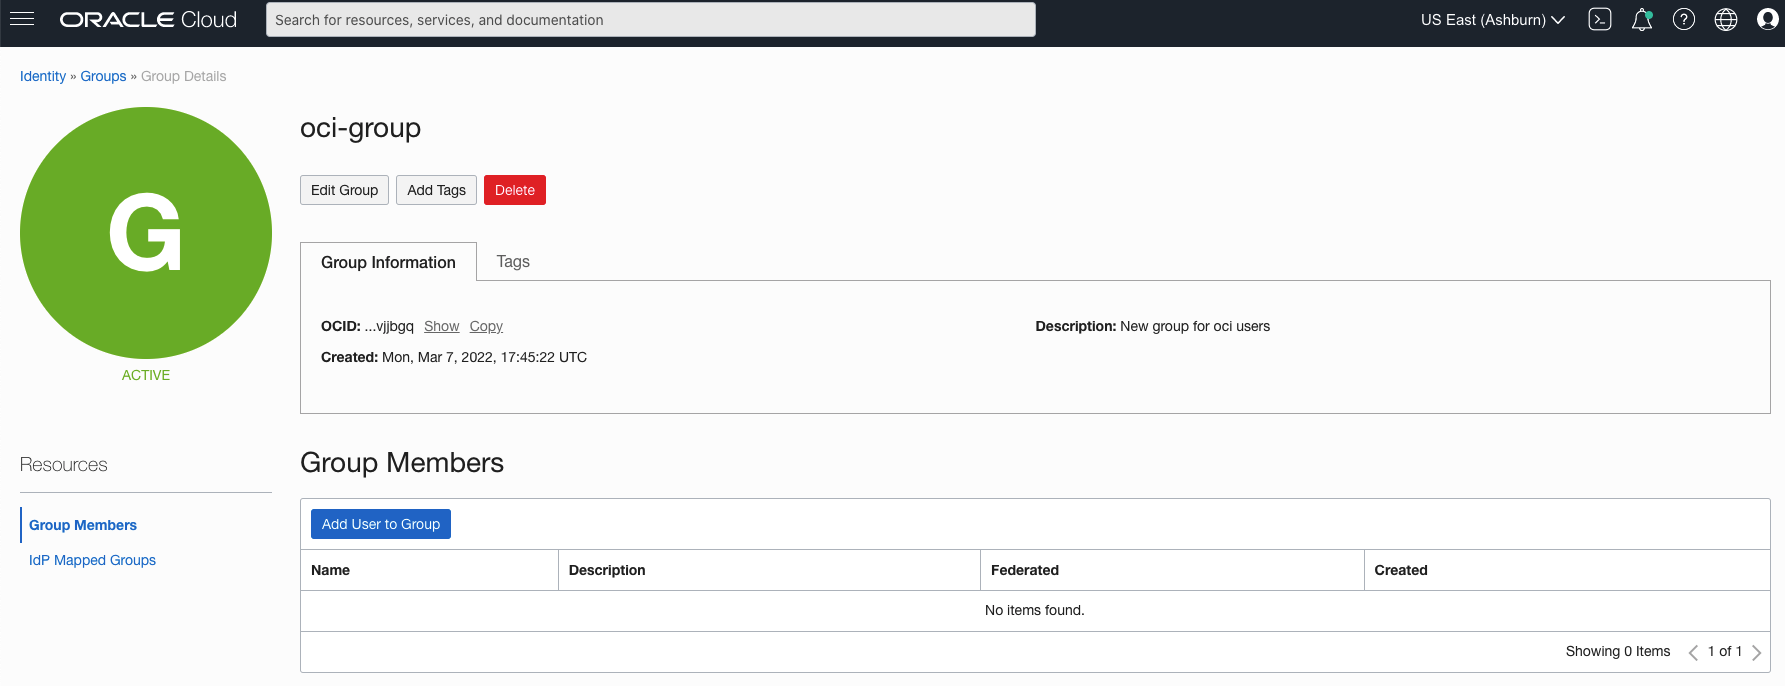 ORACLE Cloud
Search for resources, services, and documentation
US East (Ashburn)
Identity » Groups » Group Details
G
ACTIVE
oci-group
Edit Group
Add Tags
Delete
Group Information
Tags
OCID: ...vjjbgq Show Copy
Description: New group for oci users
Created: Mon, Mar 7, 2022, 17:45:22 UTC
Resources
Group Members
IdP Mapped Groups
Group Members
Add User to Group
Name Description Federated Created
No items found.
Showing 0 Items 1 of 1